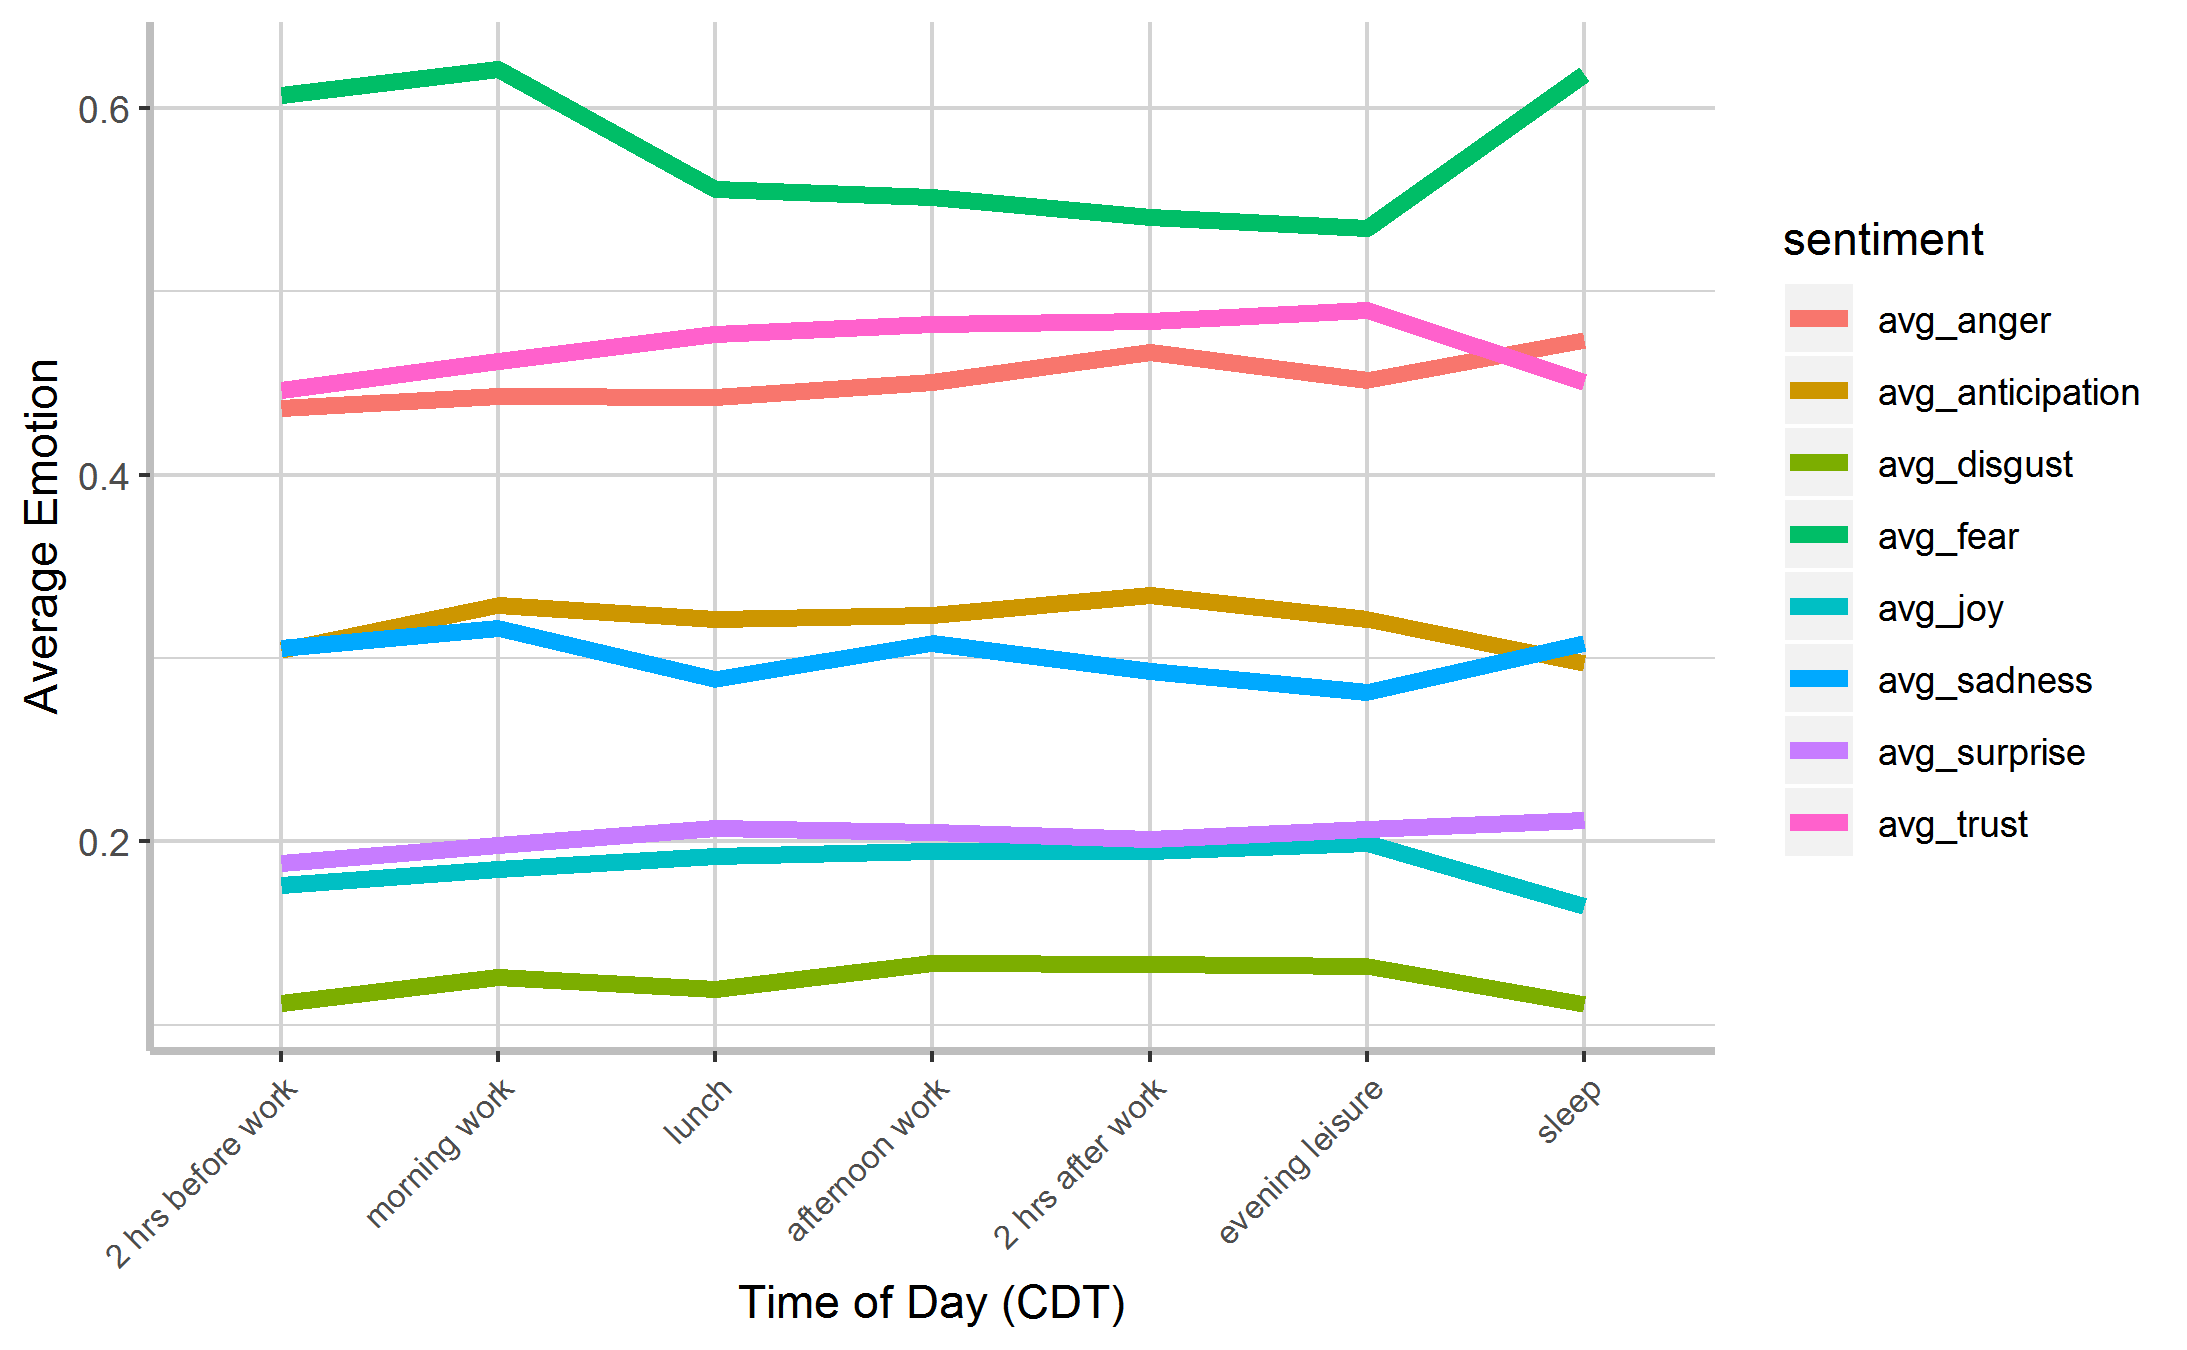 0.6
0.4
0.2
Average Emotion
2 hrs before work
morning work
lunch
afternoon work
2 hrs after work
evening leisure
sleep
Time of Day (CDT)
sentiment
avg_anger
avg_anticipation
avg_disgust
avg_fear
avg_joy
avg_sadness
avg_surprise
avg_trust